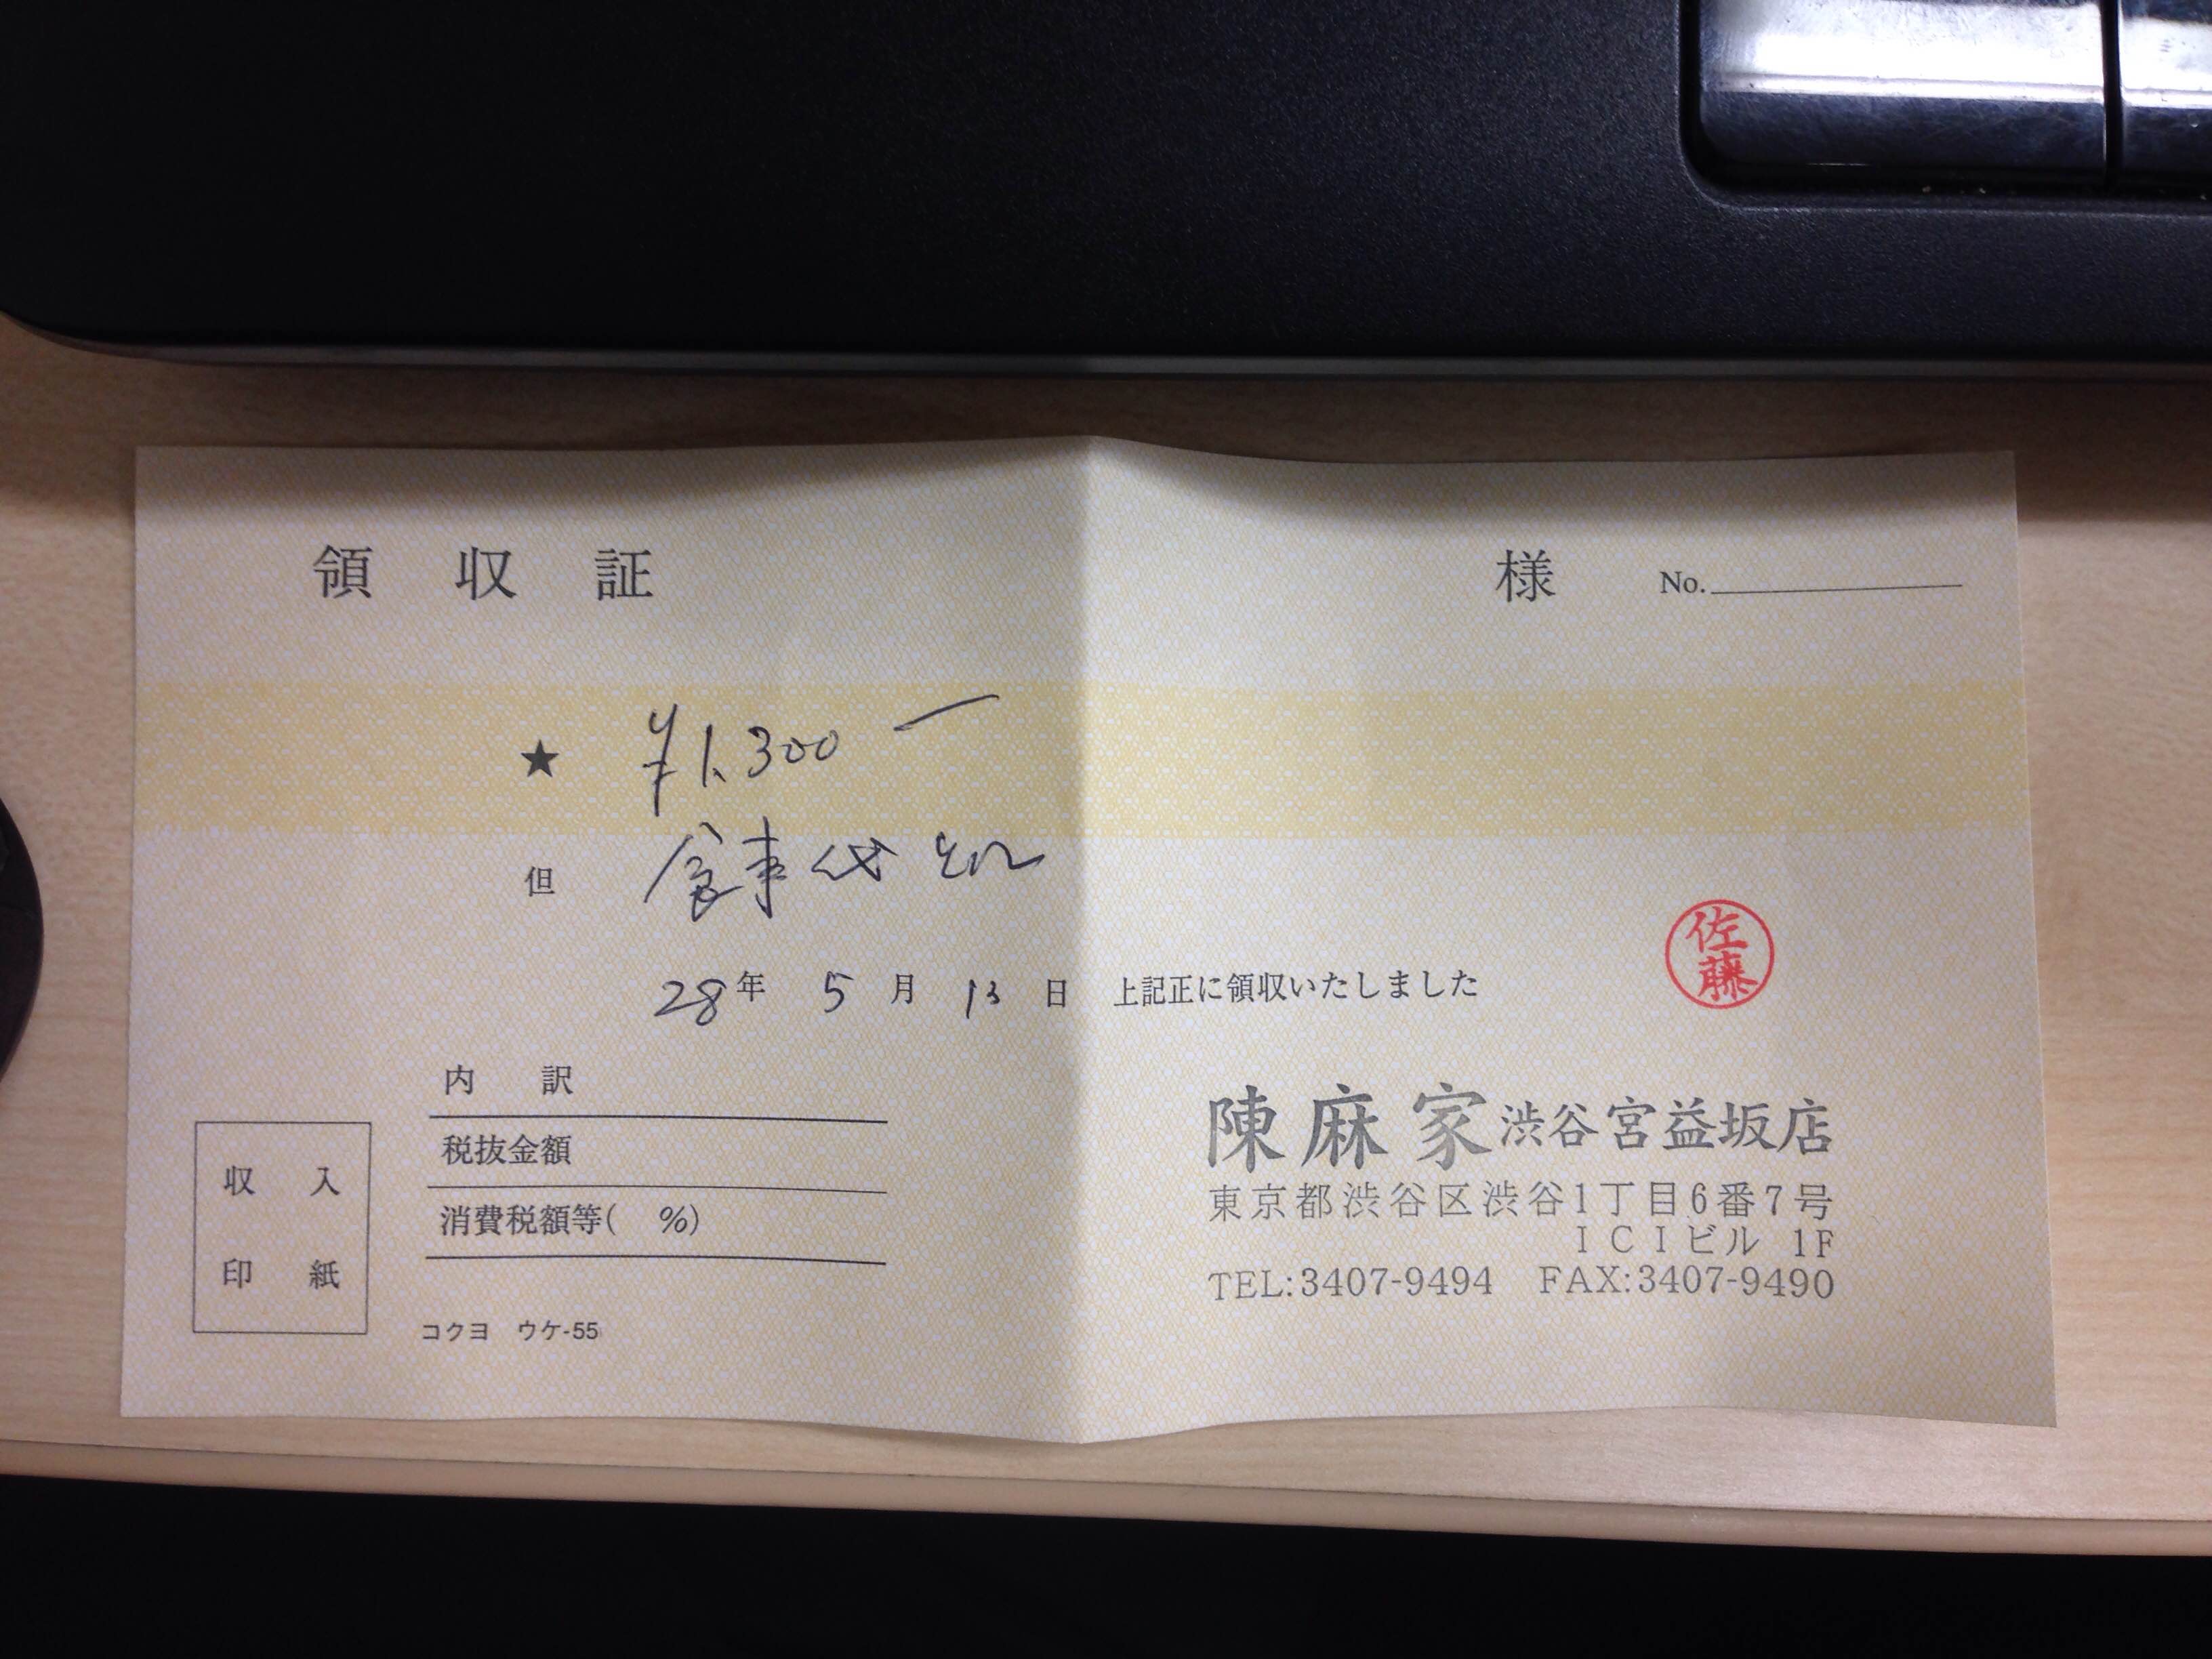 領 収 証 様 No.
★ ¥1,300 ー
但 食事代として
28年 5月 13日 上記正に領収いたしました
佐藤
内 訳
税抜金額
消費税額等( %)
収 入
印 紙
コクヨ ウケ-55
陳麻家 渋谷宮益坂店
東京都渋谷区渋谷1丁目6番7号
ICIビル 1F
TEL:3407-9494 FAX:3407-9490